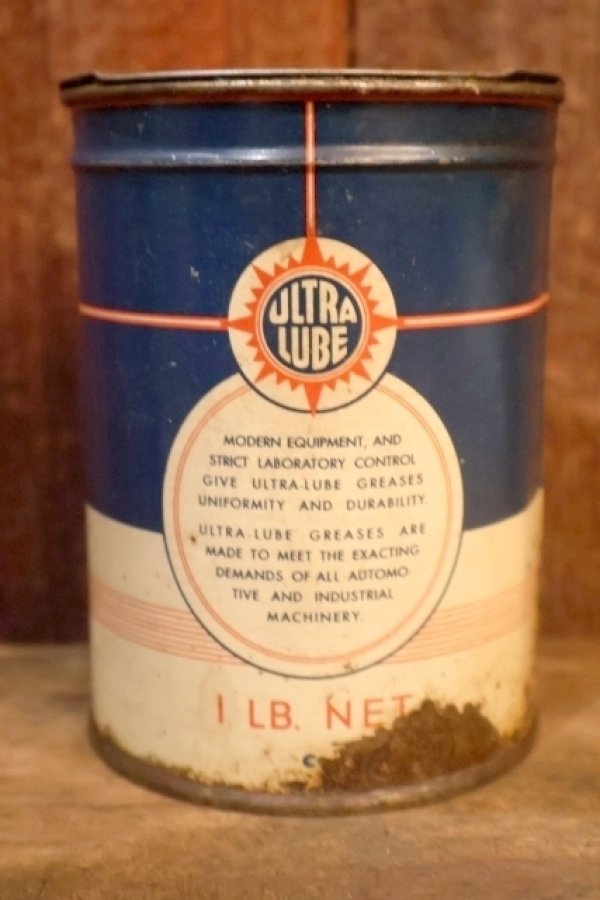 ULTRA
LUBE
MODERN EQUIPMENT, AND
STRICT LABORATORY CONTROL
GIVE ULTRA-LUBE GREASES
UNIFORMITY AND DURABILITY
ULTRA-LUBE GREASES ARE
MADE TO MEET THE EXACTING
DEMANDS OF ALL AUTOMO-
TIVE AND INDUSTRIAL
MACHINERY.
1 LB. NET